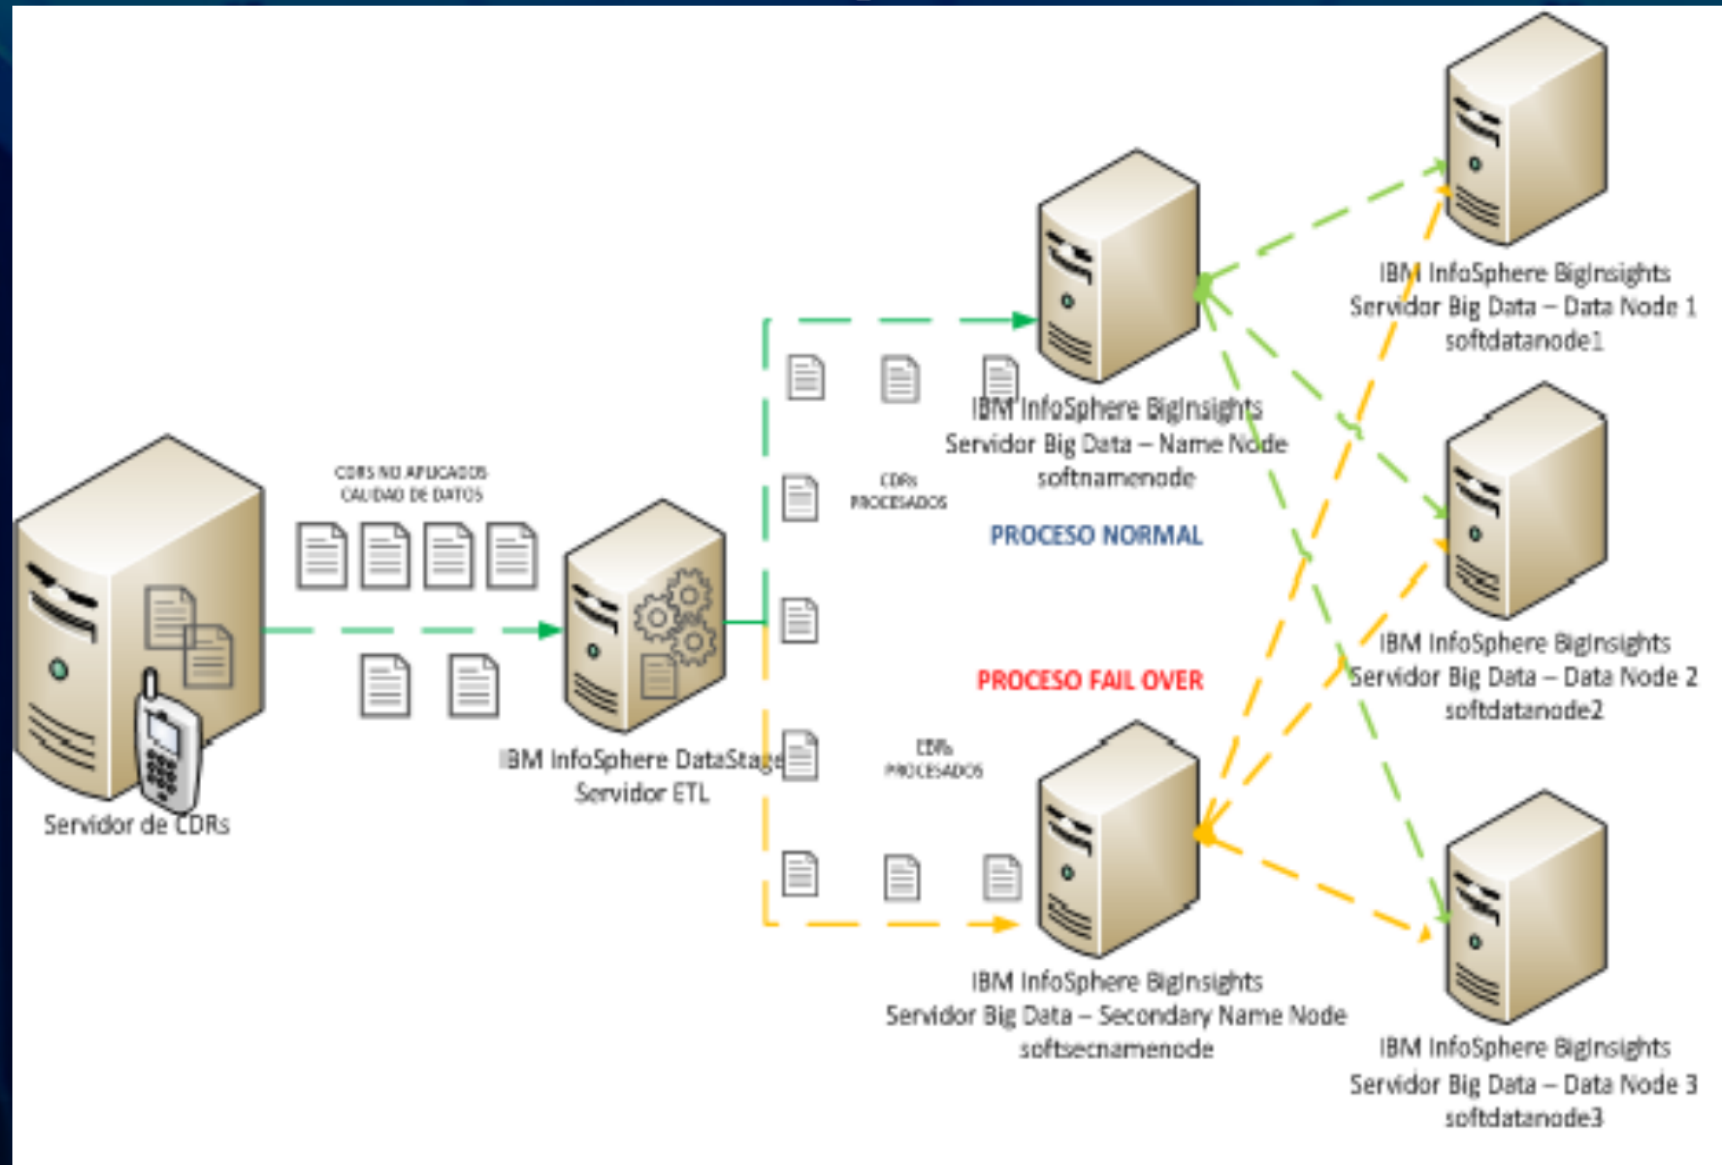 CDRS NO APLICADOS
CALIDAD DE DATOS
Servidor de CDRs
IBM InfoSphere DataStage
Servidor ETL
CDRs
PROCESADOS
IBM InfoSphere BigInsights
Servidor Big Data – Name Node
softnamenode
PROCESO NORMAL
PROCESO FAIL OVER
CDRs
PROCESADOS
IBM InfoSphere BigInsights
Servidor Big Data – Secondary Name Node
softsecnamenode
IBM InfoSphere BigInsights
Servidor Big Data – Data Node 1
softdatanode1
IBM InfoSphere BigInsights
Servidor Big Data – Data Node 2
softdatanode2
IBM InfoSphere BigInsights
Servidor Big Data – Data Node 3
softdatanode3